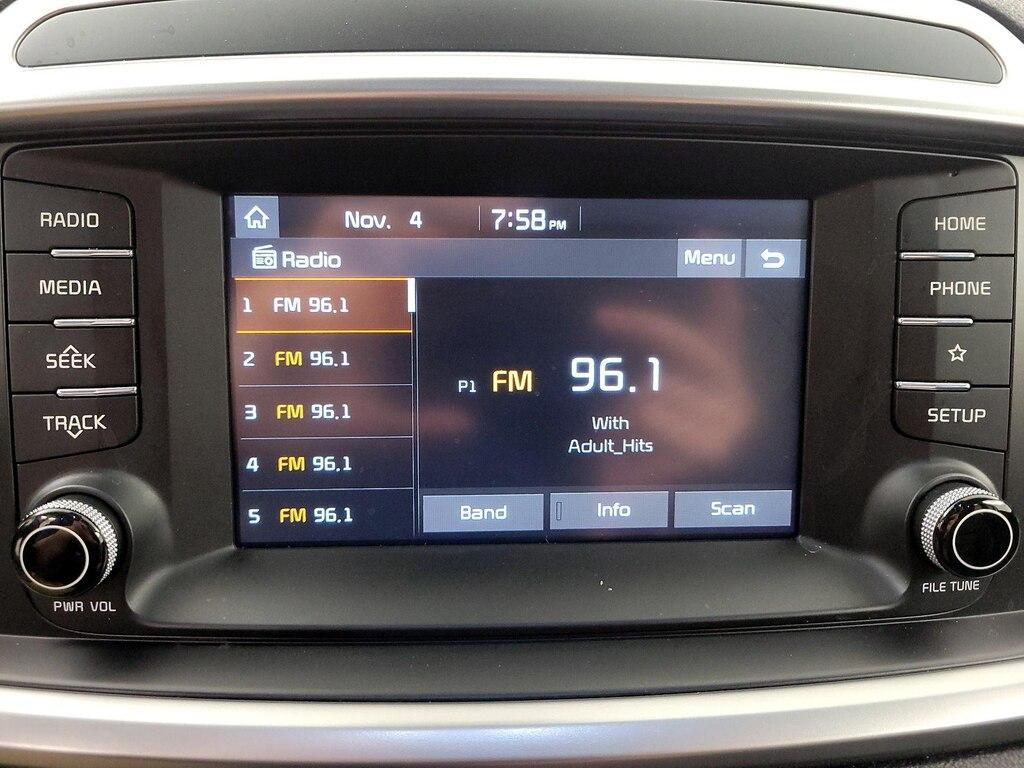 RADIO
MEDIA
SEEK
TRACK
PWR VOL
Nov. 4 7:58 PM
Radio Menu
1 FM 96.1
2 FM 96.1
3 FM 96.1
4 FM 96.1
5 FM 96.1
P1 FM 96.1
With
Adult_Hits
Band Info Scan
HOME
PHONE
SETUP
FILE TUNE